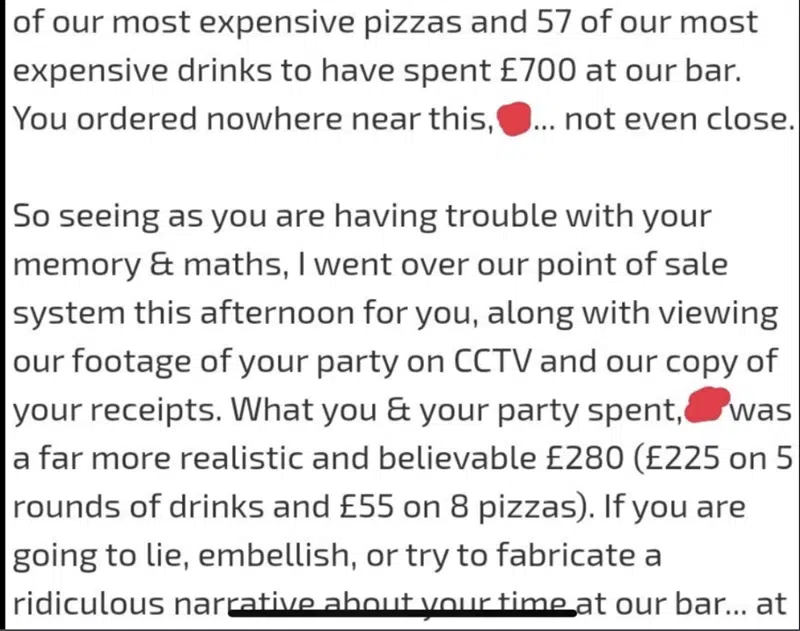 of our most expensive pizzas and 57 of our most
expensive drinks to have spent £700 at our bar.
You ordered nowhere near this, ... not even close.
So seeing as you are having trouble with your
memory & maths, I went over our point of sale
system this afternoon for you, along with viewing
our footage of your party on CCTV and our copy of
your receipts. What you & your party spent, was
a far more realistic and believable £280 (£225 on 5
rounds of drinks and £55 on 8 pizzas). If you are
going to lie, embellish, or try to fabricate a
ridiculous narrative about your time at our bar... at